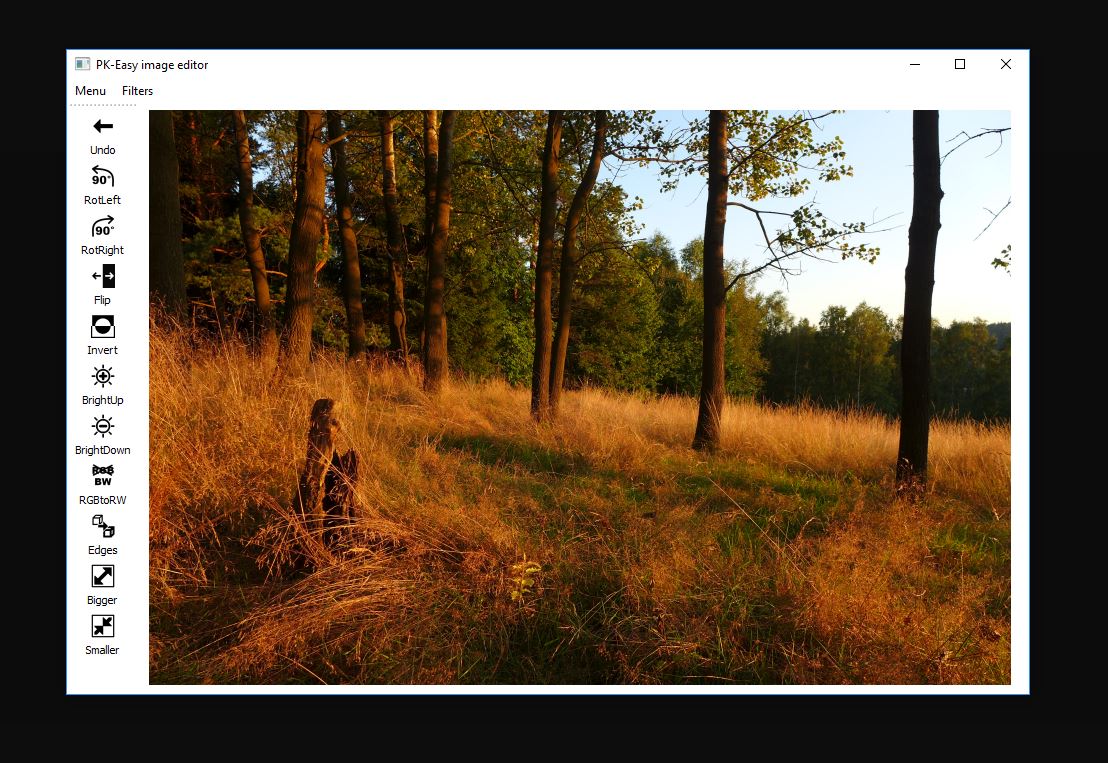 PK-Easy image editor
Menu Filters
Undo
90°
RotLeft
90°
RotRight
Flip
Invert
BrightUp
BrightDown
RGB
BW
RGBtoRW
Edges
Bigger
Smaller